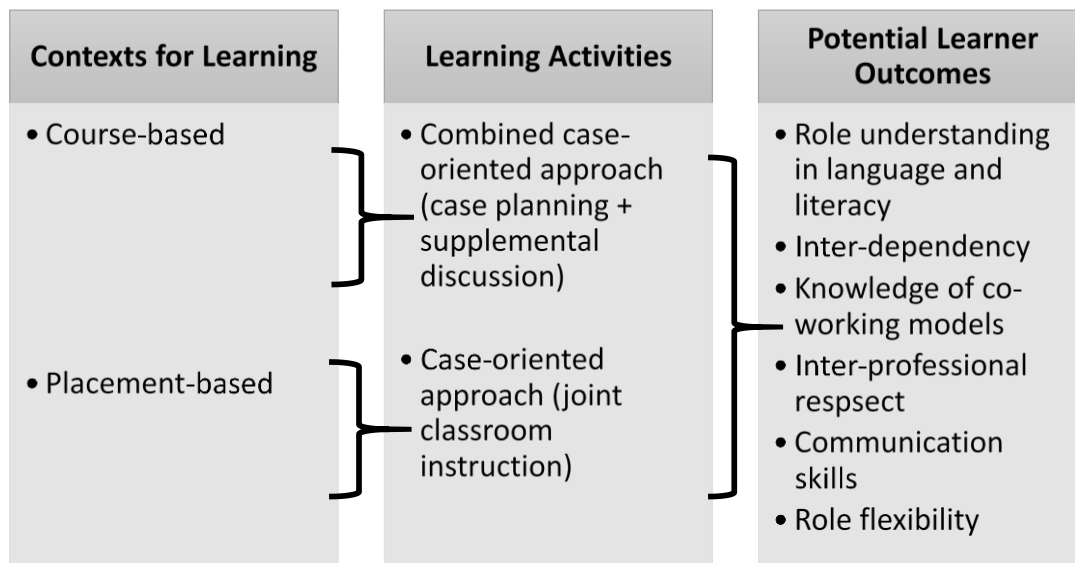 Contexts for Learning
• Course-based
• Placement-based
Learning Activities
• Combined case-
oriented approach
(case planning +
supplemental
discussion)
• Case-oriented
approach (joint
classroom
instruction)
Potential Learner
Outcomes
• Role understanding
in language and
literacy
• Inter-dependency
• Knowledge of co-
working models
• Inter-professional
respsect
• Communication
skills
• Role flexibility